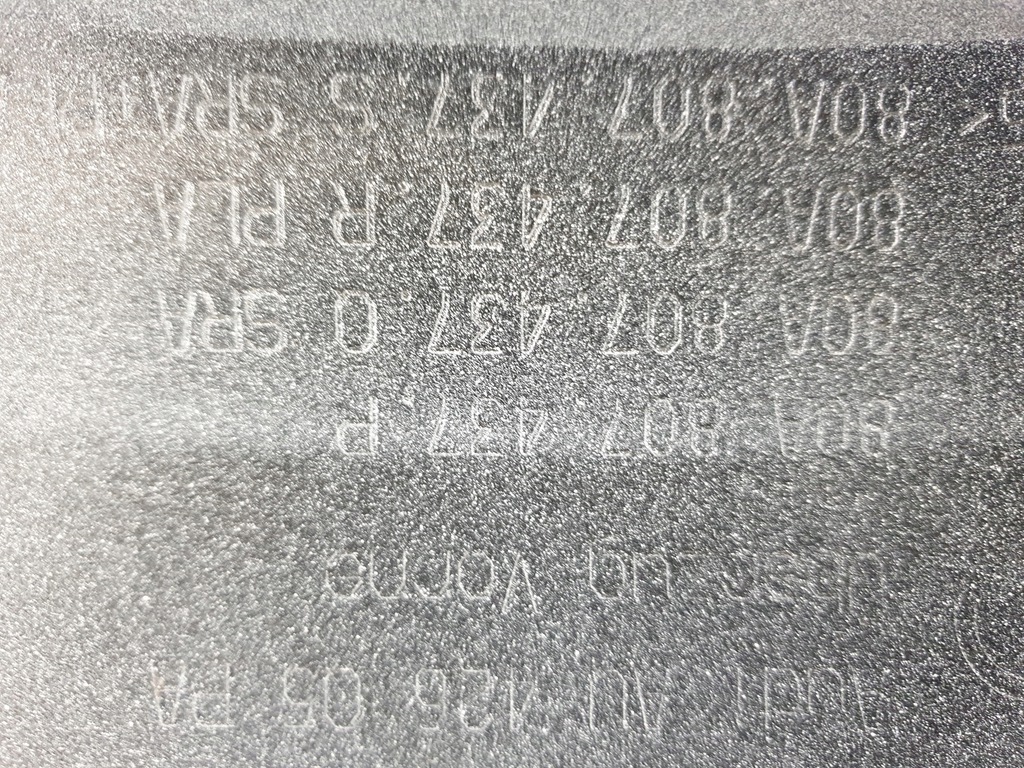 Audi AU 426 05 PA
vorne
80A. 807. 437
80A. 807. 437. Q SRA
80A. 807. 437. R PLA
80A. 807. 437. S